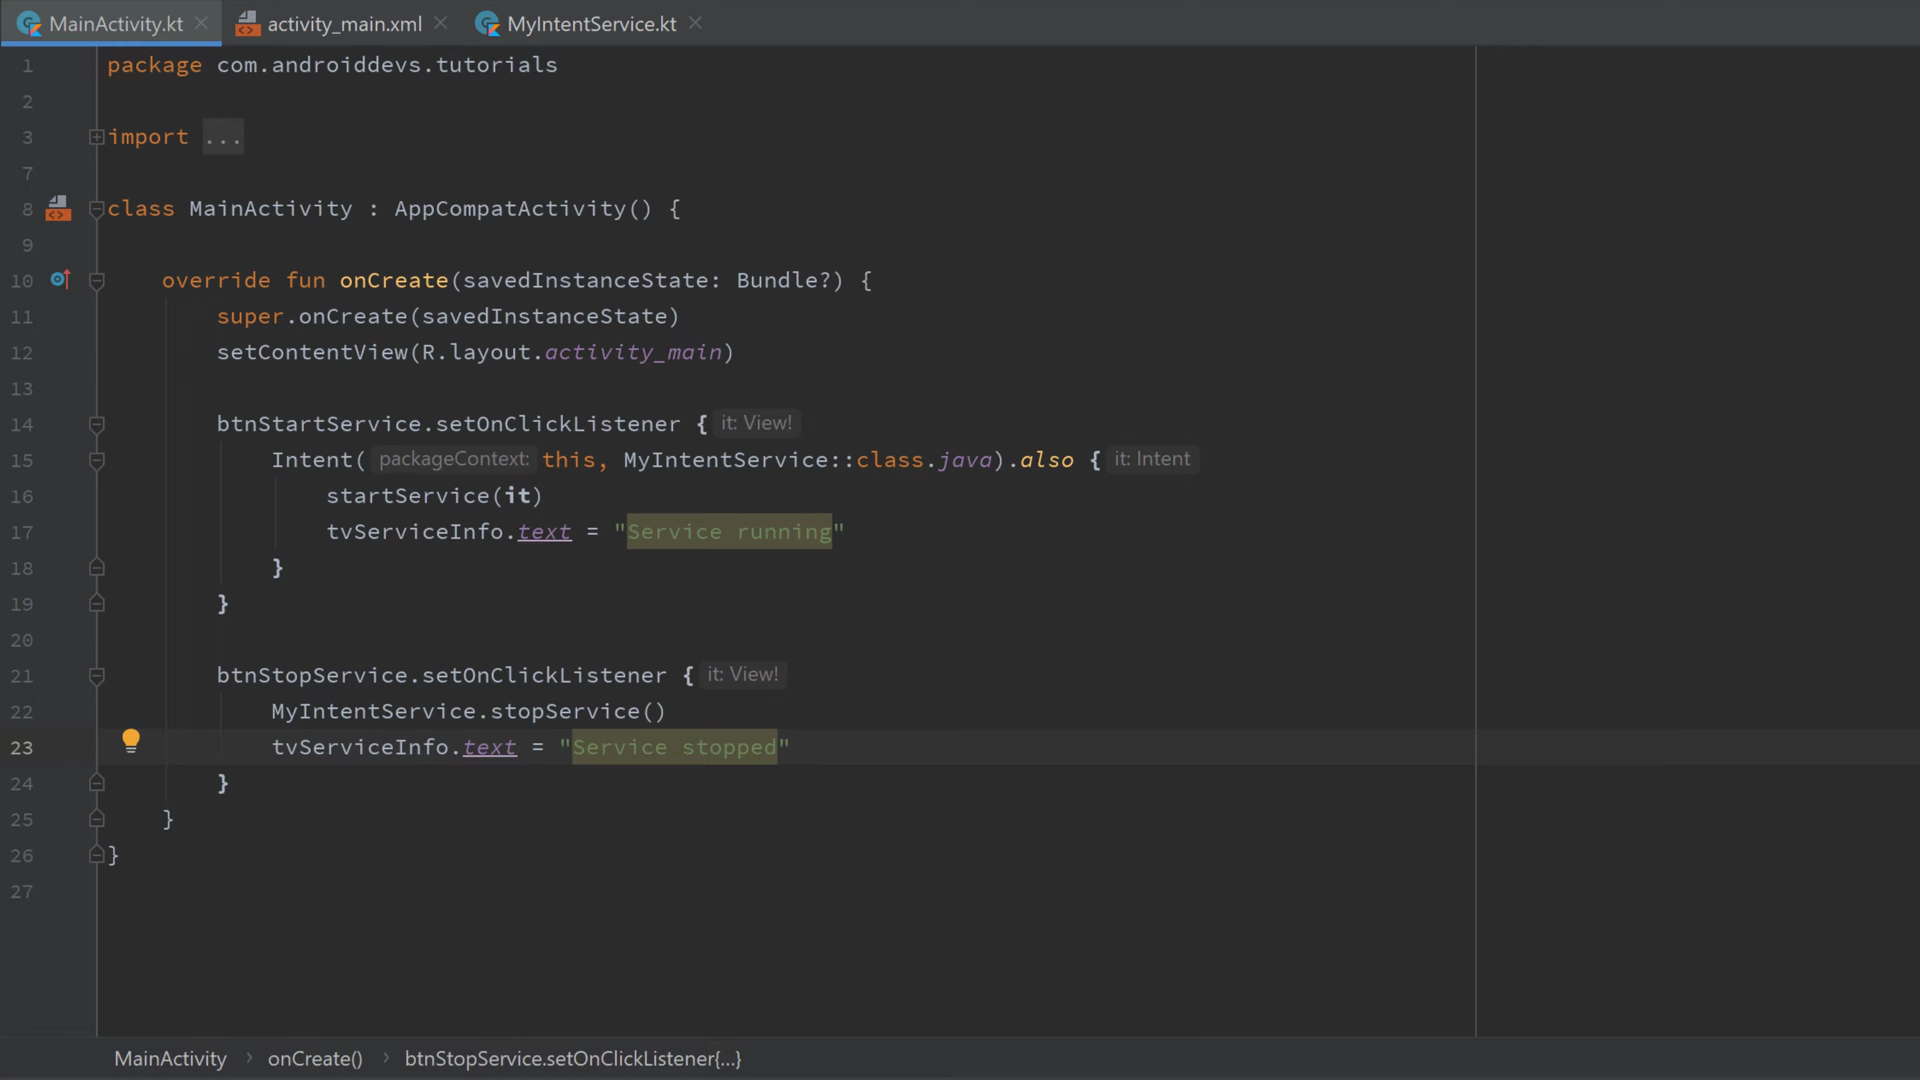 MainActivity.kt
activity_main.xml
MyIntentService.kt
1 package com.androiddevs.tutorials
2
3 import ...
7
8 class MainActivity : AppCompatActivity() {
9
10 override fun onCreate(savedInstanceState: Bundle?) {
11 super.onCreate(savedInstanceState)
12 setContentView(R.layout.activity_main)
13
14 btnStartService.setOnClickListener { it: View!
15 Intent( packageContext: this, MyIntentService::class.java).also { it: Intent
16 startService(it)
17 tvServiceInfo.text = "Service running"
18 }
19 }
20
21 btnStopService.setOnClickListener { it: View!
22 MyIntentService.stopService()
23 tvServiceInfo.text = "Service stopped"
24 }
25 }
26 }
27
MainActivity › onCreate() › btnStopService.setOnClickListener{...}